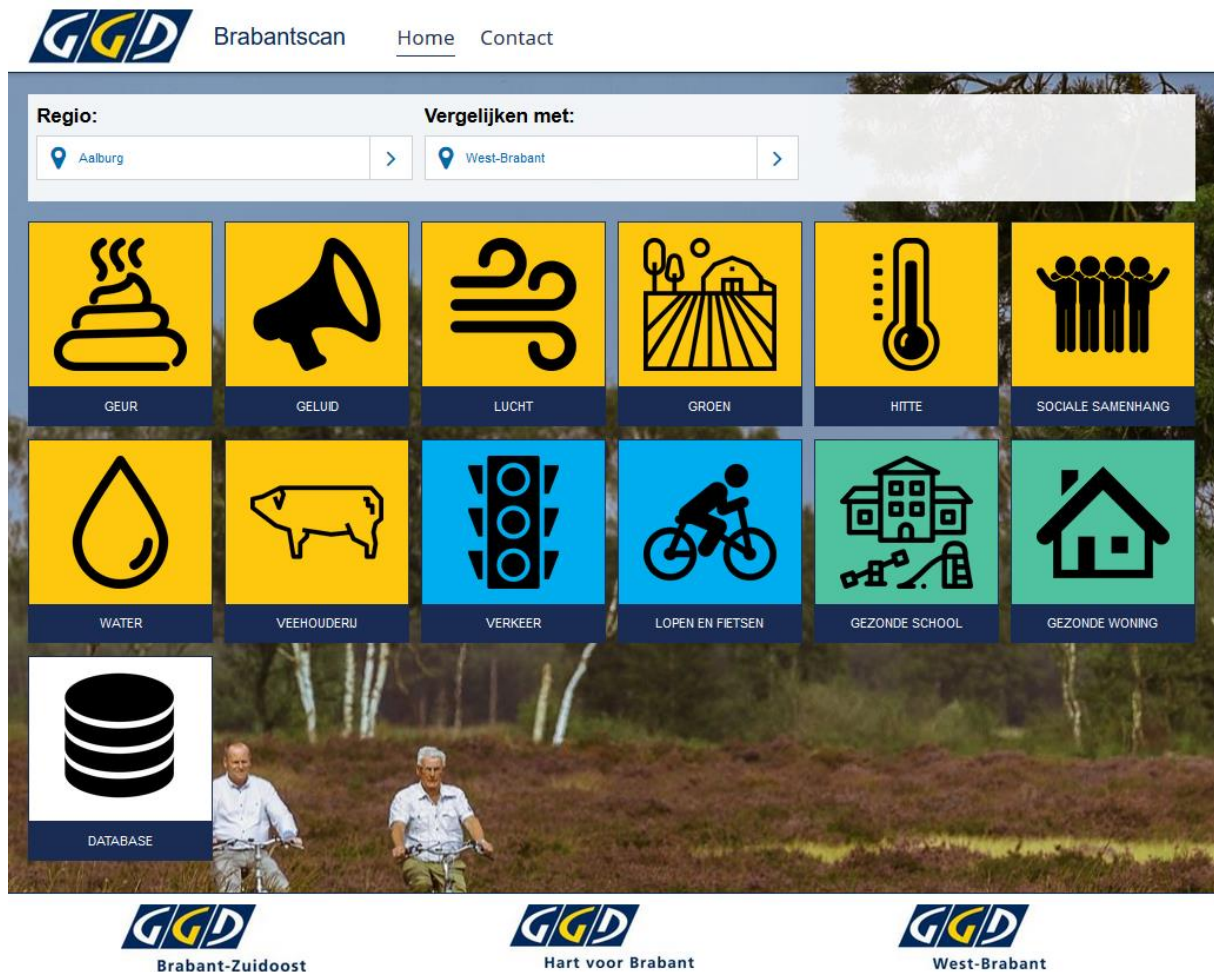 GGD Brabantscan Home Contact
Regio: Vergelijken met:
Aalburg West-Brabant
GEUR GELUID LUCHT GROEN HITTE SOCIALE SAMENHANG
WATER VEEHOUDERIJ VERKEER LOPEN EN FIETSEN GEZONDE SCHOOL GEZONDE WONING
DATABASE
GGD GGD GGD
Brabant-Zuidoost Hart voor Brabant West-Brabant